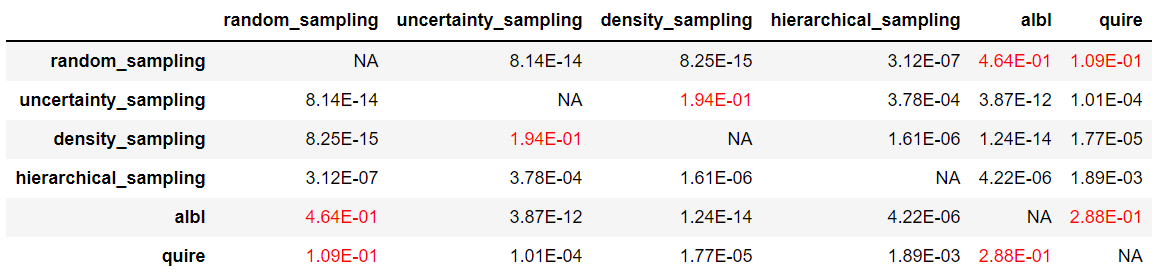 random_sampling uncertainty_sampling density_sampling hierarchical_sampling albl quire
random_sampling NA 8.14E-14 8.25E-15 3.12E-07 4.64E-01 1.09E-01
uncertainty_sampling 8.14E-14 NA 1.94E-01 3.78E-04 3.87E-12 1.01E-04
density_sampling 8.25E-15 1.94E-01 NA 1.61E-06 1.24E-14 1.77E-05
hierarchical_sampling 3.12E-07 3.78E-04 1.61E-06 NA 4.22E-06 1.89E-03
albl 4.64E-01 3.87E-12 1.24E-14 4.22E-06 NA 2.88E-01
quire 1.09E-01 1.01E-04 1.77E-05 1.89E-03 2.88E-01 NA